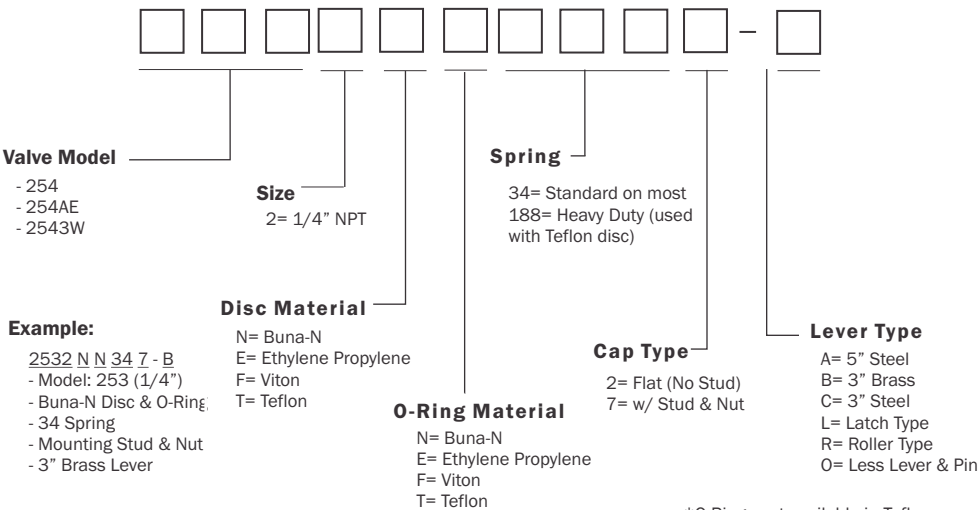 Valve Model
- 254
- 254AE
- 2543W
Size
2= 1/4" NPT
Spring
34= Standard on most
188= Heavy Duty (used
with Teflon disc)
Disc Material
N= Buna-N
E= Ethylene Propylene
F= Viton
T= Teflon
Example:
2532 N N 34 7 - B
- Model: 253 (1/4")
- Buna-N Disc & O-Ring
- 34 Spring
- Mounting Stud & Nut
- 3" Brass Lever
O-Ring Material
N= Buna-N
E= Ethylene Propylene
F= Viton
T= Teflon
Cap Type
2= Flat (No Stud)
7= w/ Stud & Nut
Lever Type
A= 5" Steel
B= 3" Brass
C= 3" Steel
L= Latch Type
R= Roller Type
O= Less Lever & Pin